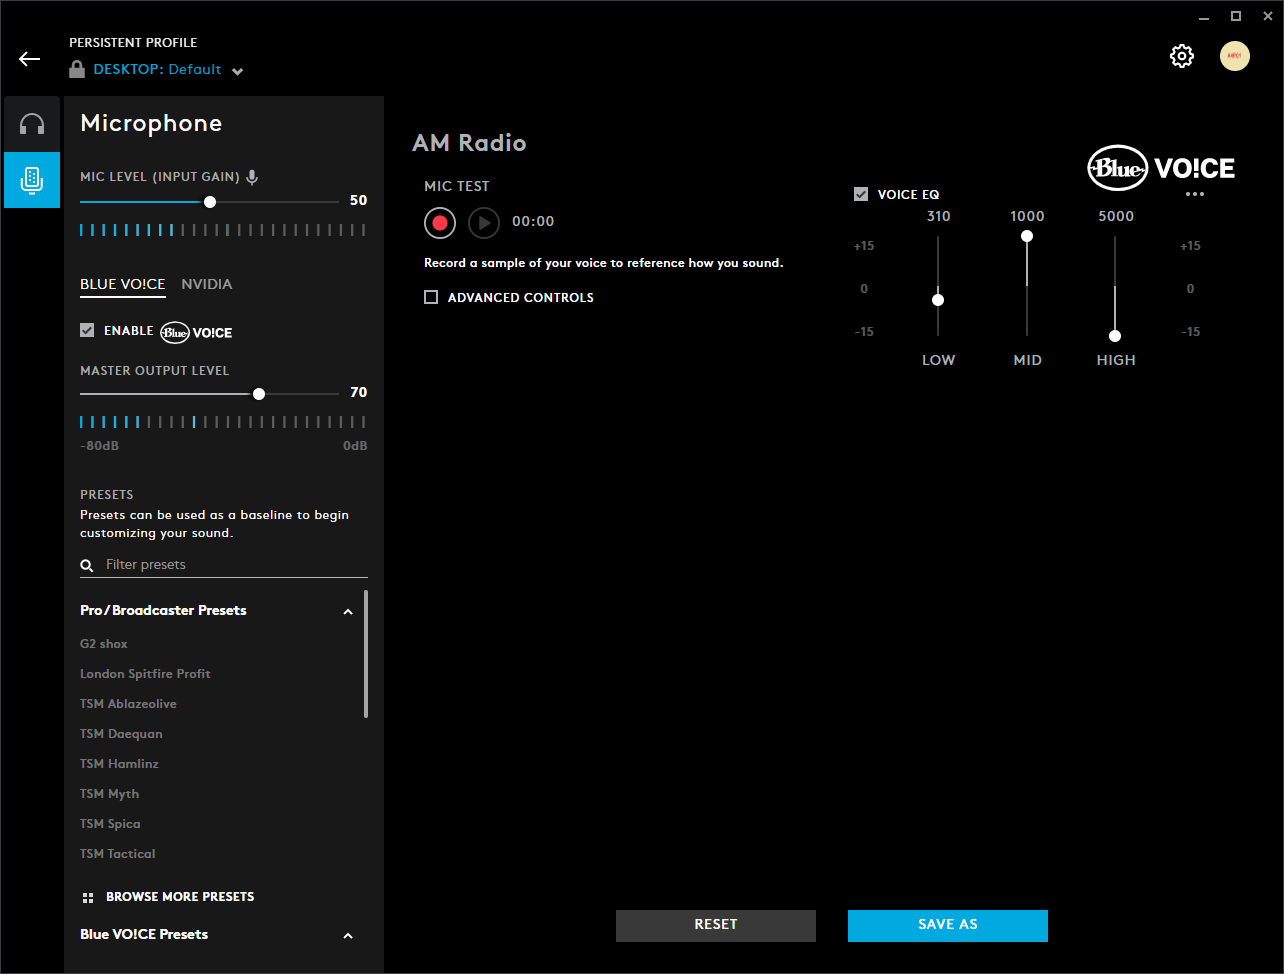 PERSISTENT PROFILE
DESKTOP: Default
Microphone
MIC LEVEL (INPUT GAIN)
50
BLUE VO!CE NVIDIA
ENABLE Blue VO!CE
MASTER OUTPUT LEVEL
70
-80dB 0dB
PRESETS
Presets can be used as a baseline to begin
customizing your sound.
Filter presets
Pro/Broadcaster Presets
G2 shox
London Spitfire Profit
TSM Ablazeolive
TSM Daequan
TSM Hamlinz
TSM Myth
TSM Spica
TSM Tactical
BROWSE MORE PRESETS
Blue VO!CE Presets
AM Radio
MIC TEST
00:00
Record a sample of your voice to reference how you sound.
ADVANCED CONTROLS
Blue VO!CE
VOICE EQ
310 1000 5000
+15 +15
0 0
-15 -15
LOW MID HIGH
RESET SAVE AS